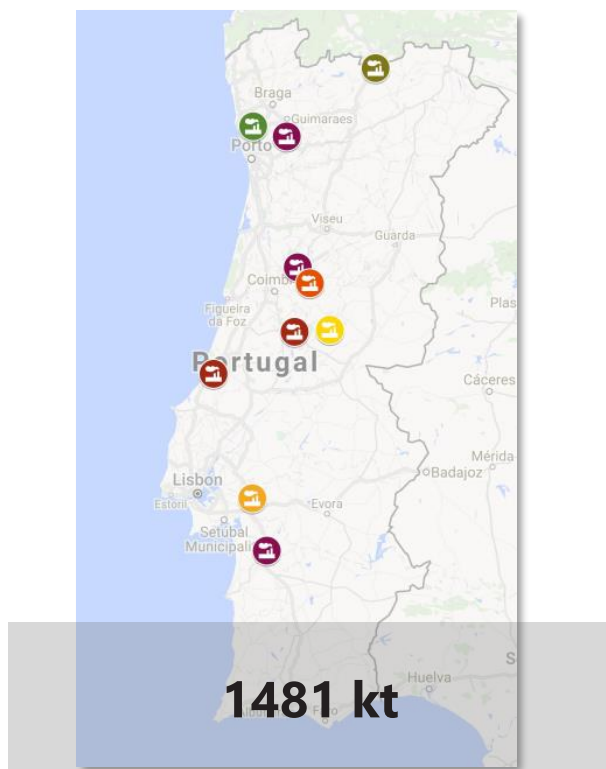 Braga
Guimaraes
Porto
Viseu
Guarda
Coimb
Figueira
da Foz
Plas
Portugal
Cáceres
Mérida
Badajoz
Lisbon
Estoril
Evora
Setubal
Municipali
S
Huelva
1481 kt